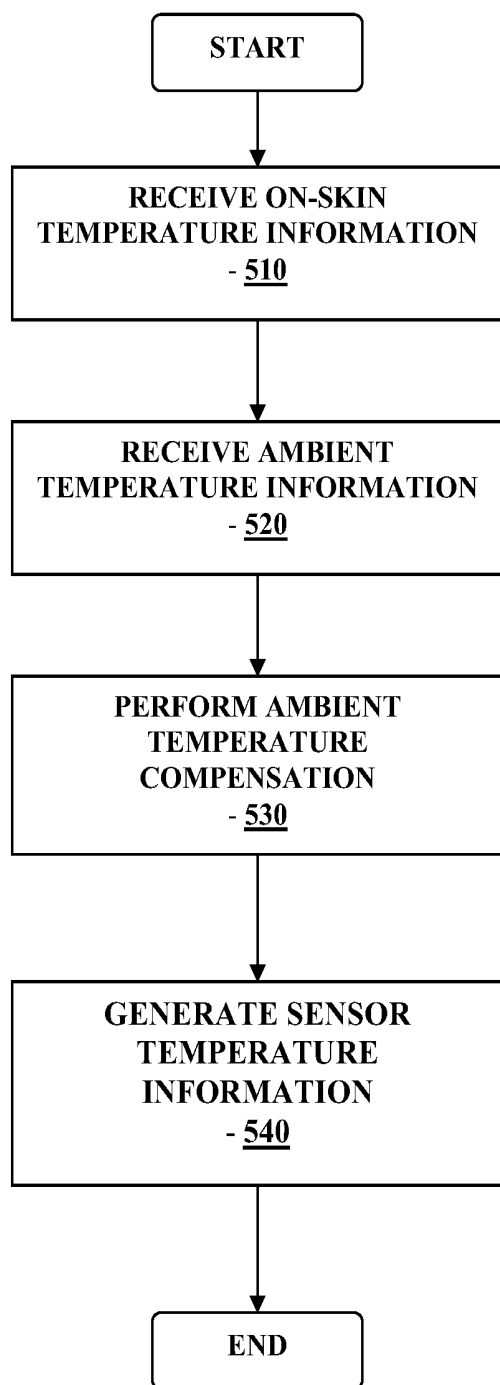 START
RECEIVE ON-SKIN
TEMPERATURE INFORMATION
- 510
RECEIVE AMBIENT
TEMPERATURE INFORMATION
- 520
PERFORM AMBIENT
TEMPERATURE
COMPENSATION
- 530
GENERATE SENSOR
TEMPERATURE
INFORMATION
- 540
END